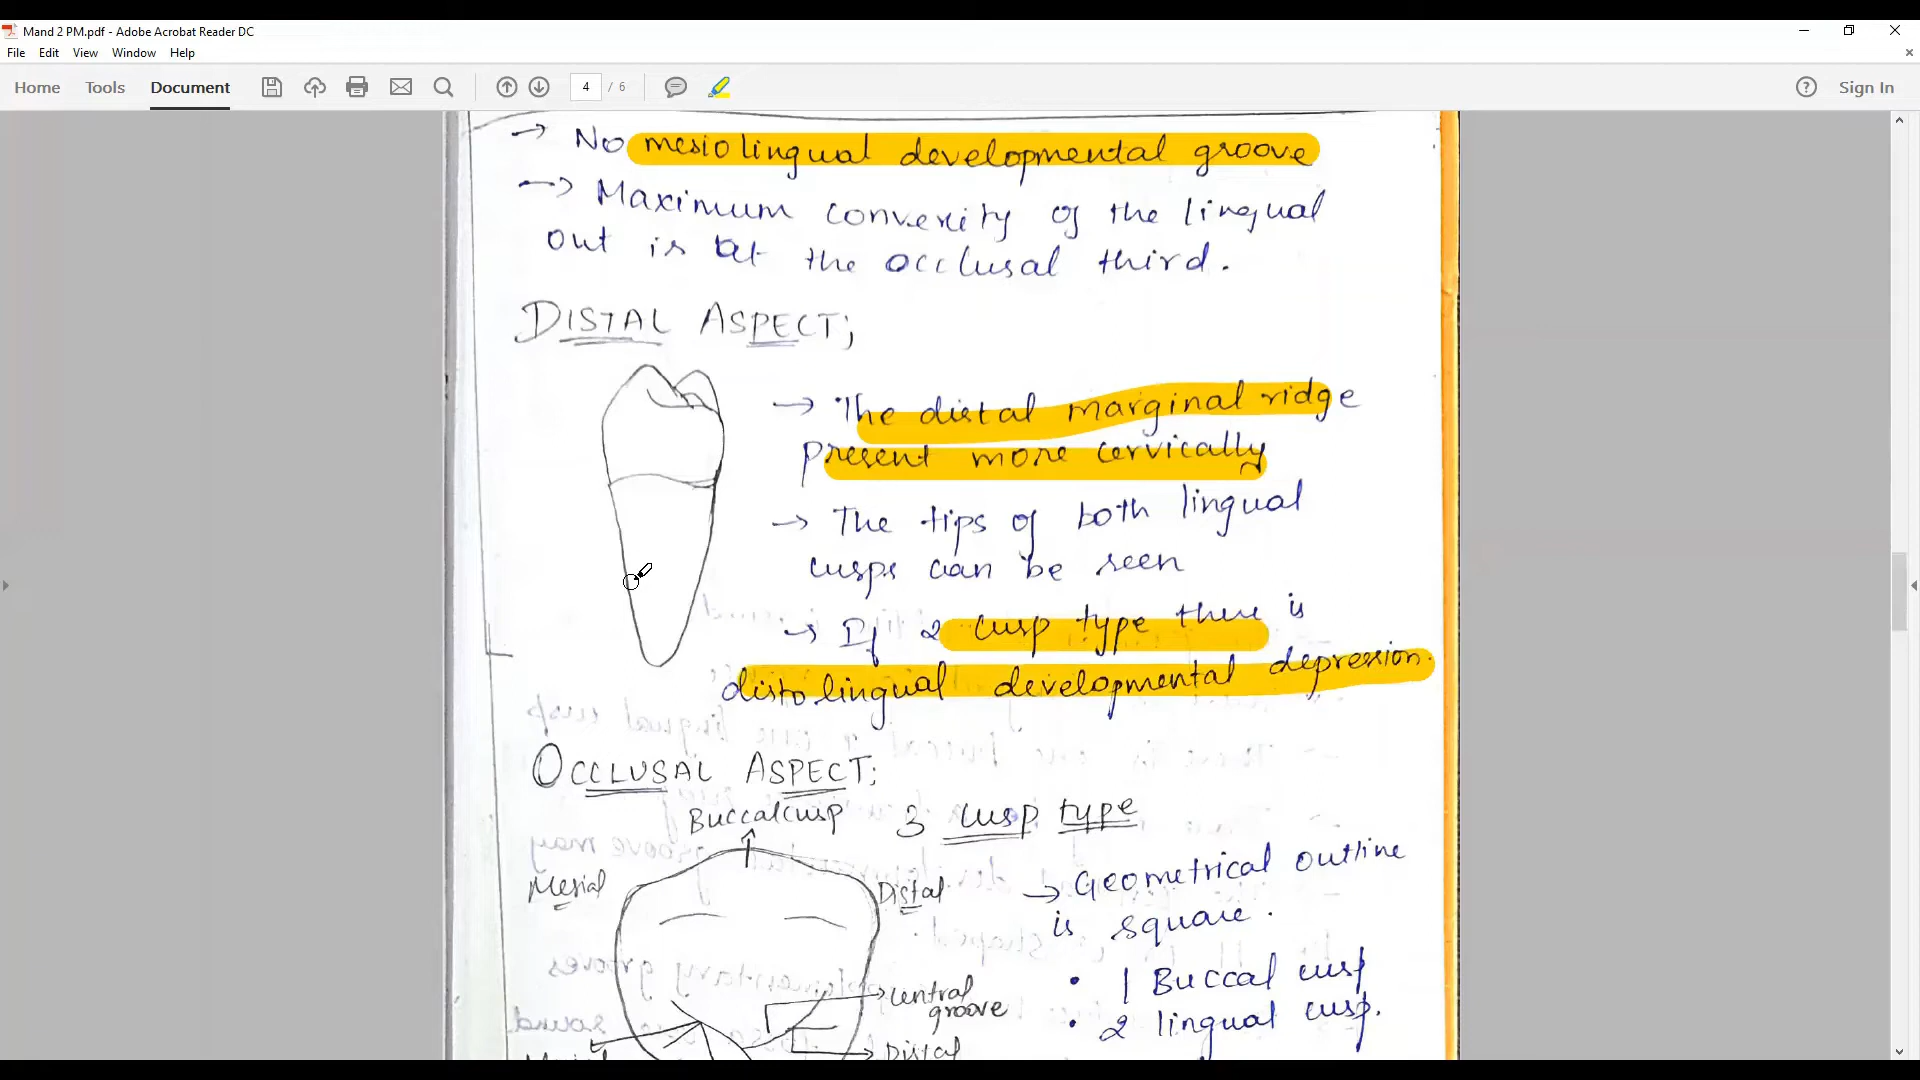 Mand 2 PM.pdf - Adobe Acrobat Reader DC
File Edit View Window Help
Home Tools Document 4 / 6 Sign In
→ No mesiolingual developmental groove
→ Maximum convexity of the lingual
out is at the occlusal third.
DISTAL ASPECT;
→ The distal marginal ridge
present more cervically
→ The tips of both lingual
cusps can be seen
→ If 2 cusp type there is
disto.lingual developmental depression.
OCCLUSAL ASPECT;
Buccal cusp 3 cusp type
Mesial Distal
→ Geometrical outline
is square.
• 1 Buccal cusp
• 2 lingual cusp.
central
groove
Distal